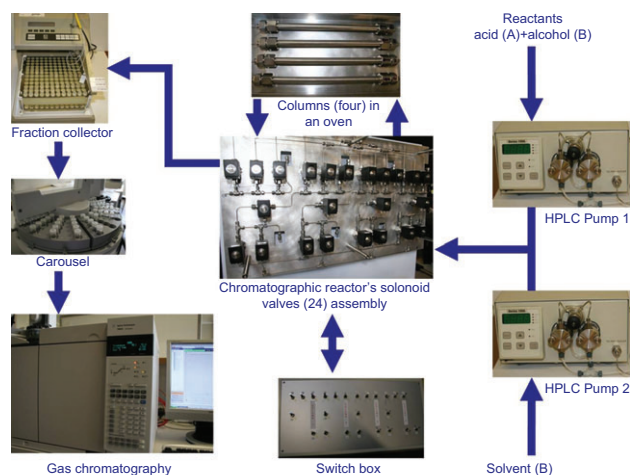 Reactants
acid (A)+alcohol (B)
Columns (four) in
an oven
Fraction collector
HPLC Pump 1
Carousel
Chromatographic reactor's solonoid
valves (24) assembly
HPLC Pump 2
Gas chromatography
Switch box
Solvent (B)